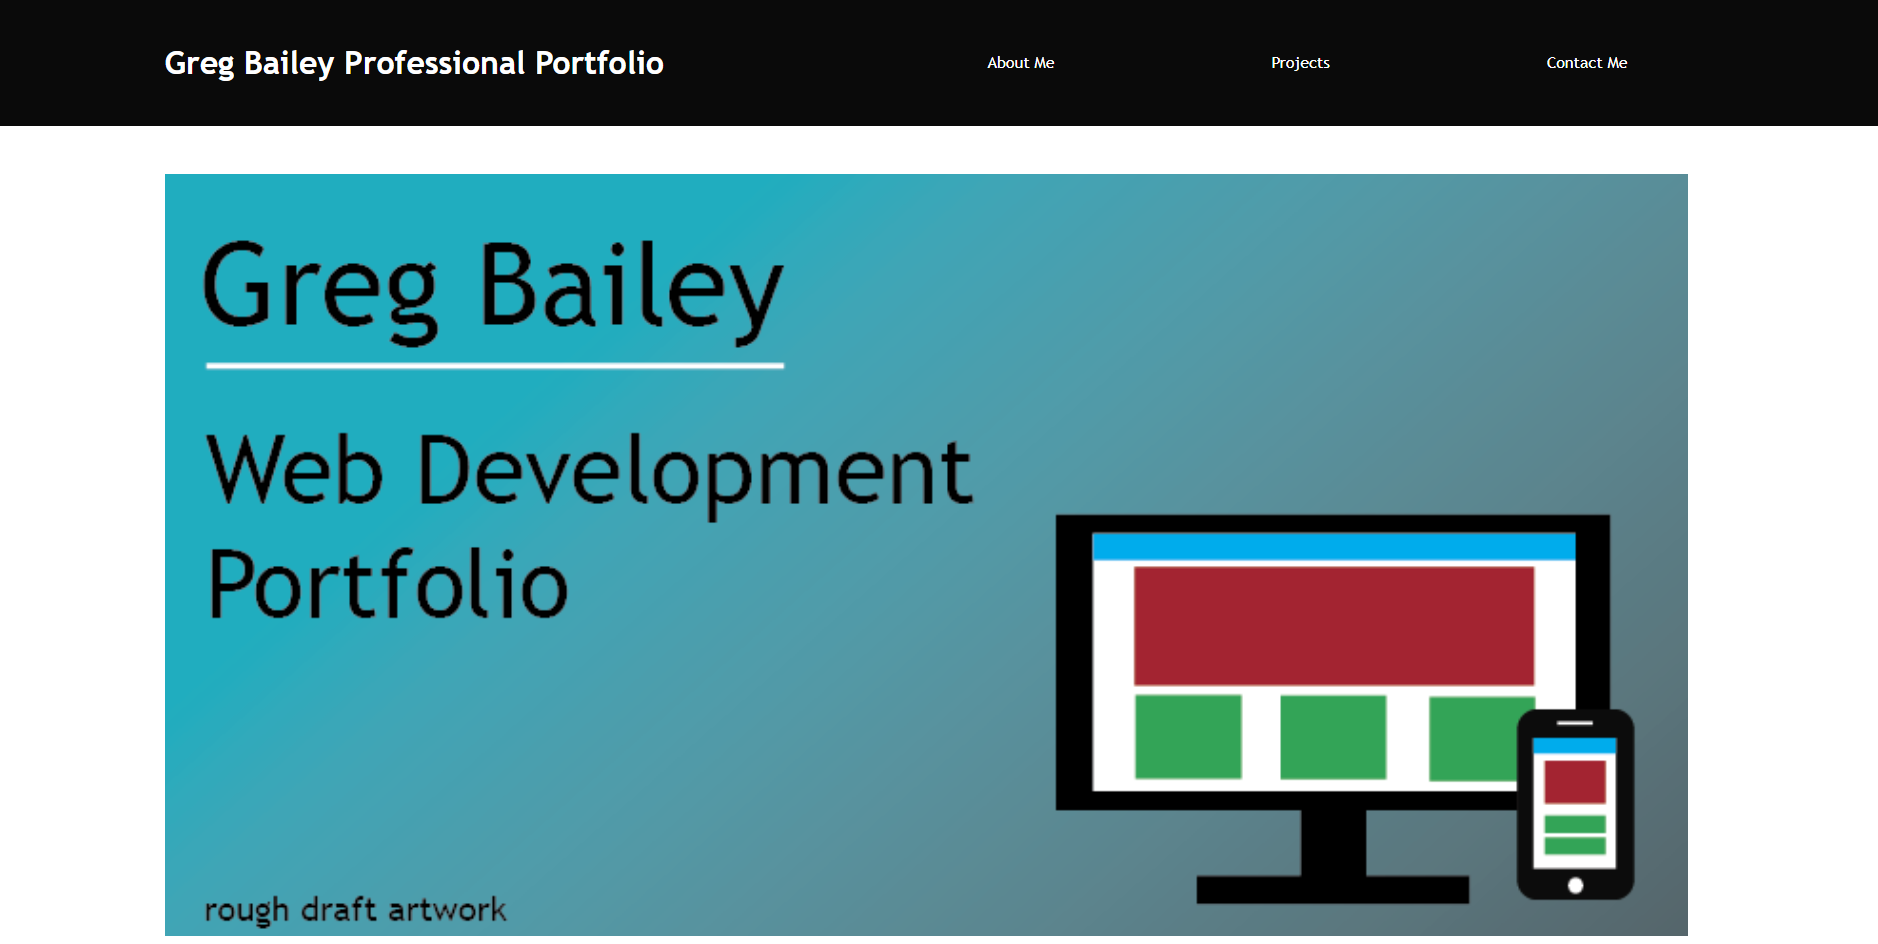 Greg Bailey Professional Portfolio
About Me
Projects
Contact Me
Greg Bailey
Web Development
Portfolio
rough draft artwork